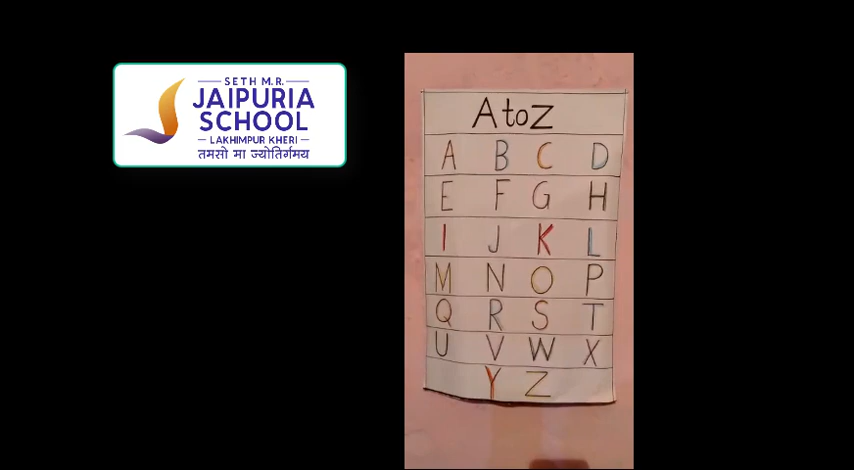 SETH M.R.
JAIPURIA
SCHOOL
LAKHIMPUR KHERI
तमसो मा ज्योतिर्गमय
A to Z
A B C D
E F G H
I J K L
M N O P
Q R S T
U V W X
Y Z